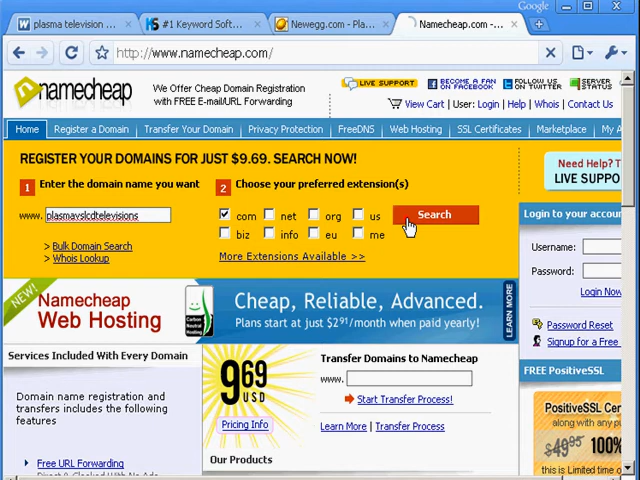 Google
plasma television
#1 Keyword Soft...
Newegg.com - Pla...
Namecheap.com -...
http://www.namecheap.com/
namecheap
We Offer Cheap Domain Registration
with FREE E-mail/URL Forwarding
LIVE SUPPORT
BECOME A FAN
ON FACEBOOK
FOLLOW US
ON TWITTER
SERVER
STATUS
View Cart | User: Login | Help | Whois | Contact Us
Home
Register a Domain
Transfer Your Domain
Privacy Protection
FreeDNS
Web Hosting
SSL Certificates
Marketplace
My A
REGISTER YOUR DOMAINS FOR JUST $9.69. SEARCH NOW!
1 Enter the domain name you want
2 Choose your preferred extension(s)
www. plasmavslcdtelevisions
com net org us
Search
biz info eu me
> Bulk Domain Search
> Whois Lookup
More Extensions Available >>
Need Help?
LIVE SUPPO
Login to your accou
Username:
Password:
Login Now
Password Reset
Signup for a Free
NEW!
Namecheap
Web Hosting
Carbon
Neutral
Hosting
Cheap, Reliable, Advanced.
Plans start at just $2.91/month when paid yearly!
LEARN MORE
Services Included With Every Domain
Domain name registration and
transfers includes the following
features
Free URL Forwarding
9.69
USD
Pricing Info
Transfer Domains to Namecheap
www.
Start Transfer Process!
Learn More | Transfer Process
Our Products
FREE PositiveSSL
PositiveSSL C
along with any pu
$49.95 100%
this is Limited time o